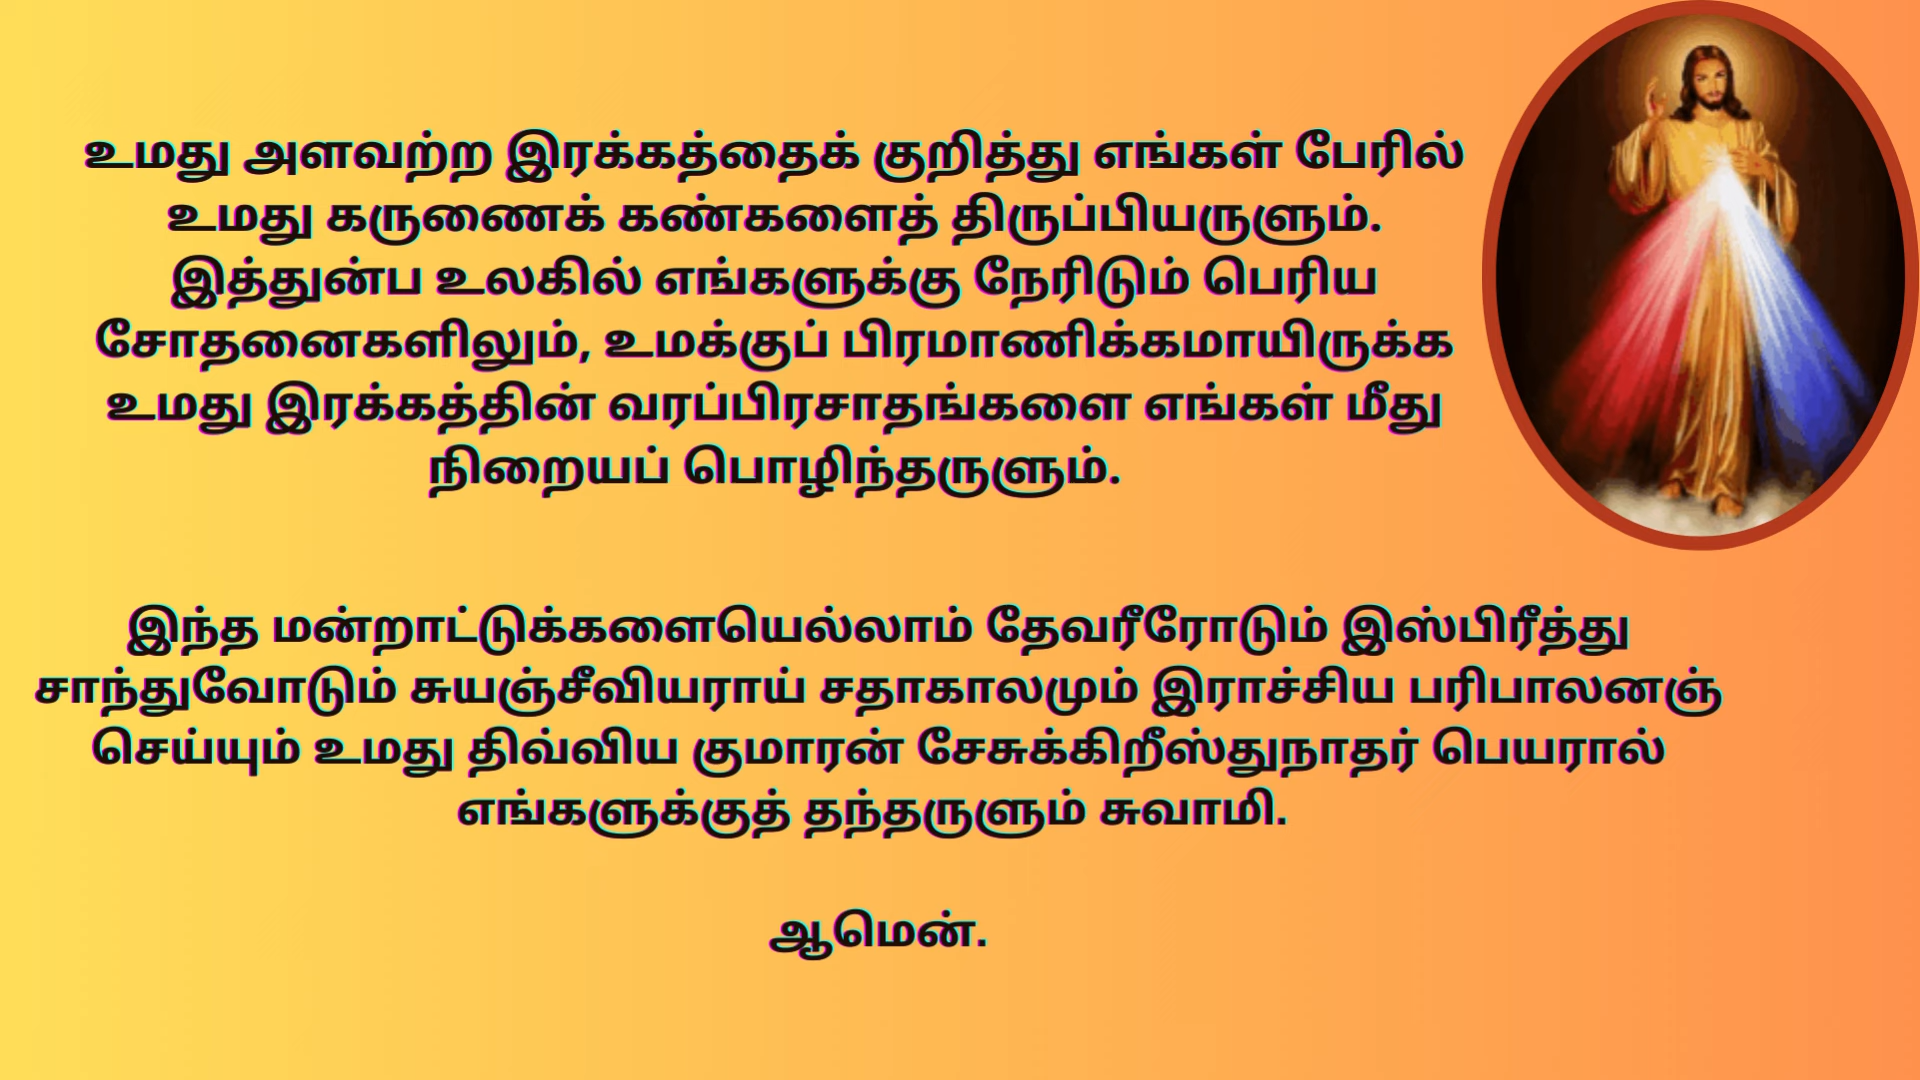 உமது அளவற்ற இரக்கத்தைக் குறித்து எங்கள் பேரில்
உமது கருணைக் கண்களைத் திருப்பியருளும்.
இத்துன்ப உலகில் எங்களுக்கு நேரிடும் பெரிய
சோதனைகளிலும், உமக்குப் பிரமாணிக்கமாயிருக்க
உமது இரக்கத்தின் வரப்பிரசாதங்களை எங்கள் மீது
நிறையப் பொழிந்தருளும்.
இந்த மன்றாட்டுக்களையெல்லாம் தேவரீரோடும் இஸ்பிரீத்து
சாந்துவோடும் சுயஞ்சீவியராய் சதாகாலமும் இராச்சிய பரிபாலனஞ்
செய்யும் உமது திவ்விய குமாரன் சேசுக்கிறீஸ்துநாதர் பெயரால்
எங்களுக்குத் தந்தருளும் சுவாமி.
ஆமென்.